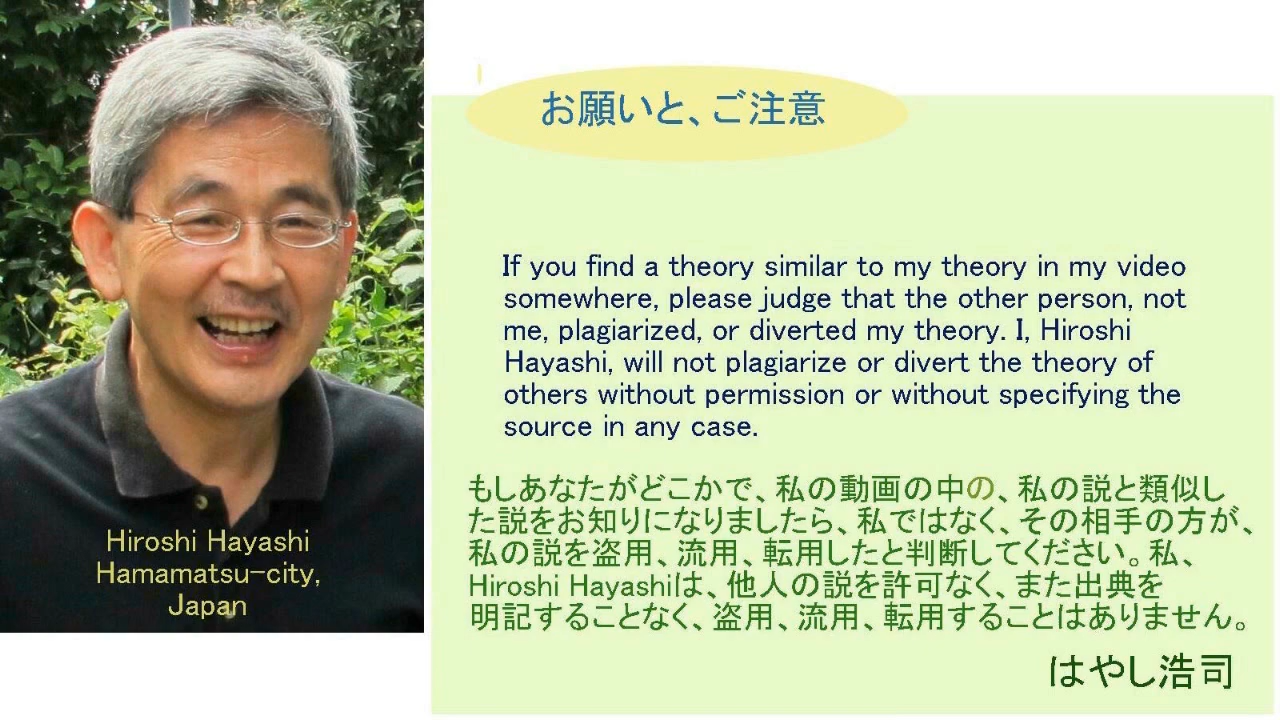 お願いと、ご注意
If you find a theory similar to my theory in my video
somewhere, please judge that the other person, not
me, plagiarized, or diverted my theory. I, Hiroshi
Hayashi, will not plagiarize or divert the theory of
others without permission or without specifying the
source in any case.
もしあなたがどこかで、私の動画の中の、私の説と類似し
た説をお知りになりましたら、私ではなく、その相手の方が、
私の説を盗用、流用、転用したと判断してください。私、
Hiroshi Hayashiは、他人の説を許可なく、また出典を
明記することなく、盗用、流用、転用することはありません。
はやし浩司
Hiroshi Hayashi
Hamamatsu-city,
Japan